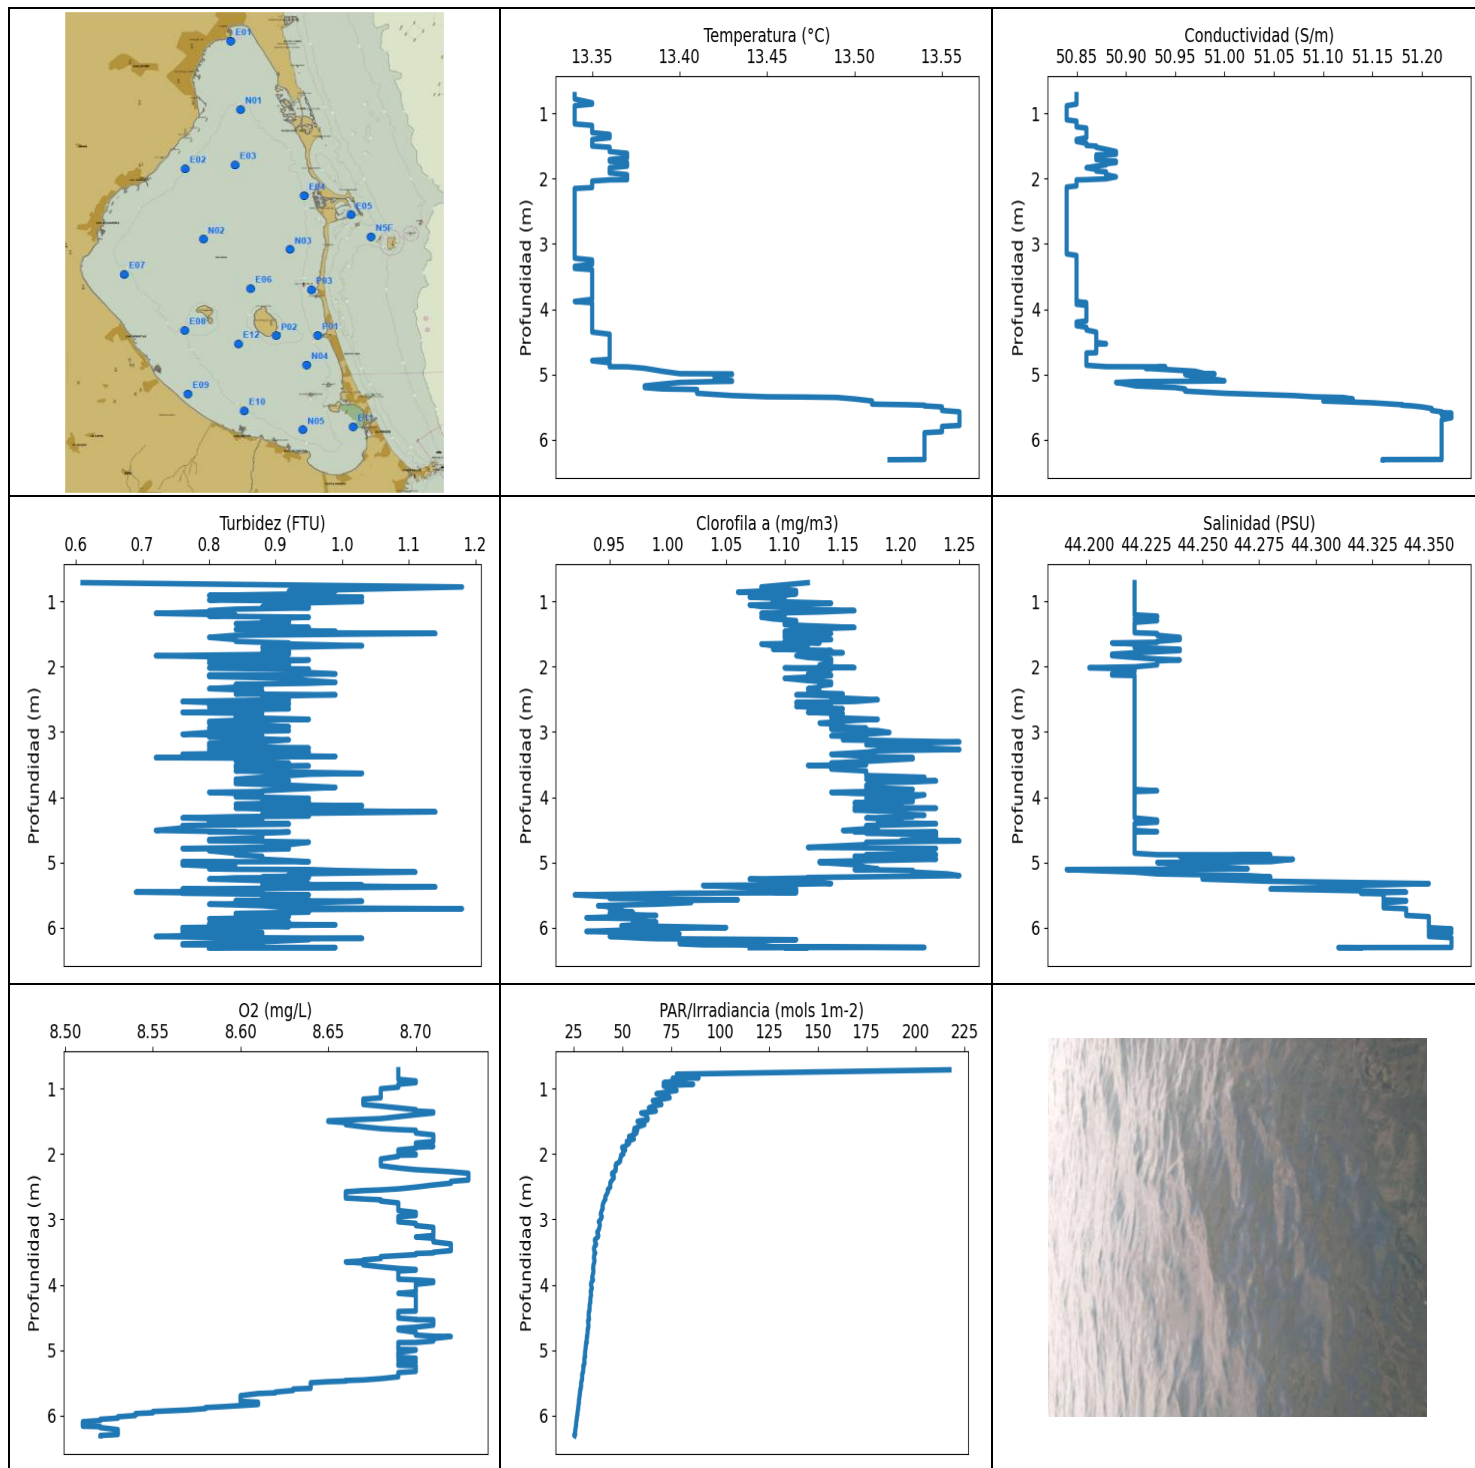 E01
N01
E02
E03
E04
E05
N5F
N02
N03
E07
E06
P03
E08
E12
P02
P01
N04
E09
E10
N05
E11
Temperatura (°C)
13.35 13.40 13.45 13.50 13.55
Profundidad (m)
1
2
3
4
5
6
Conductividad (S/m)
50.85 50.90 50.95 51.00 51.05 51.10 51.15 51.20
Profundidad (m)
1
2
3
4
5
6
Turbidez (FTU)
0.6 0.7 0.8 0.9 1.0 1.1 1.2
Profundidad (m)
1
2
3
4
5
6
Clorofila a (mg/m3)
0.95 1.00 1.05 1.10 1.15 1.20 1.25
Profundidad (m)
1
2
3
4
5
6
Salinidad (PSU)
44.200 44.225 44.250 44.275 44.300 44.325 44.350
Profundidad (m)
1
2
3
4
5
6
O2 (mg/L)
8.50 8.55 8.60 8.65 8.70
Profundidad (m)
1
2
3
4
5
6
PAR/Irradiancia (mols 1m-2)
25 50 75 100 125 150 175 200 225
Profundidad (m)
1
2
3
4
5
6